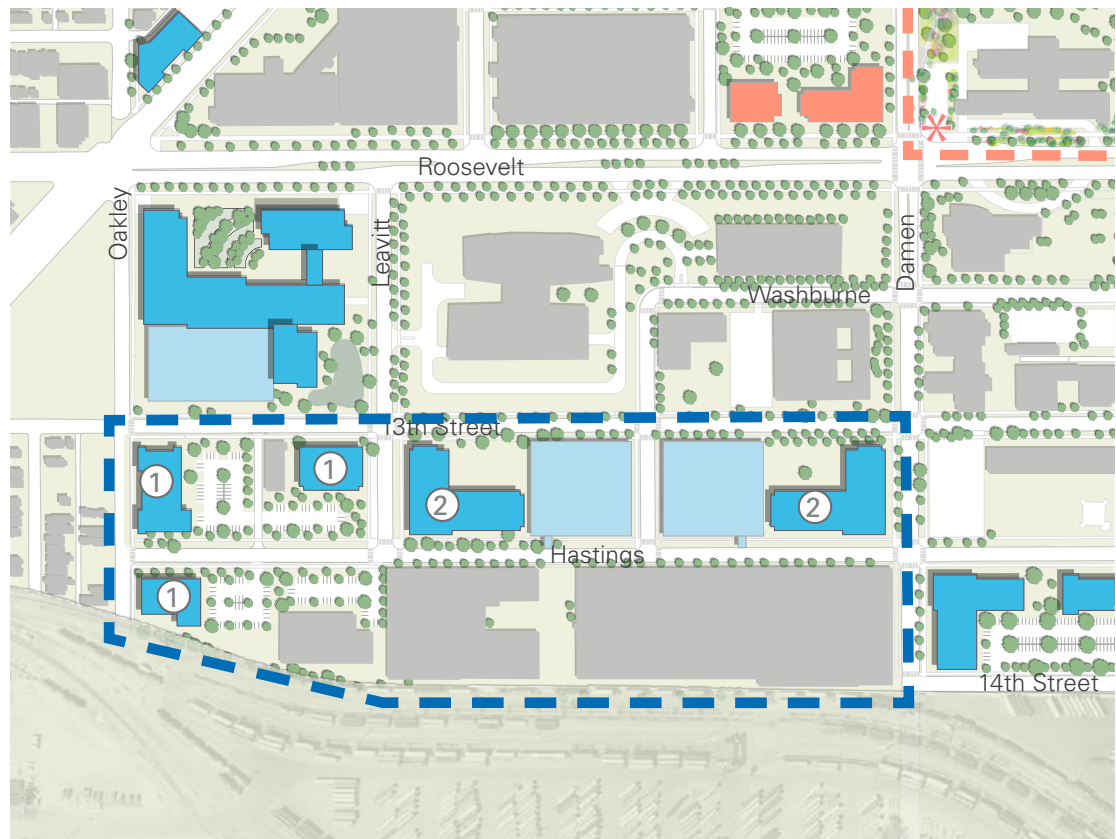 Roosevelt
Oakley
Leavitt
Damen
Washburne
13th Street
1
1
2
2
Hastings
1
14th Street